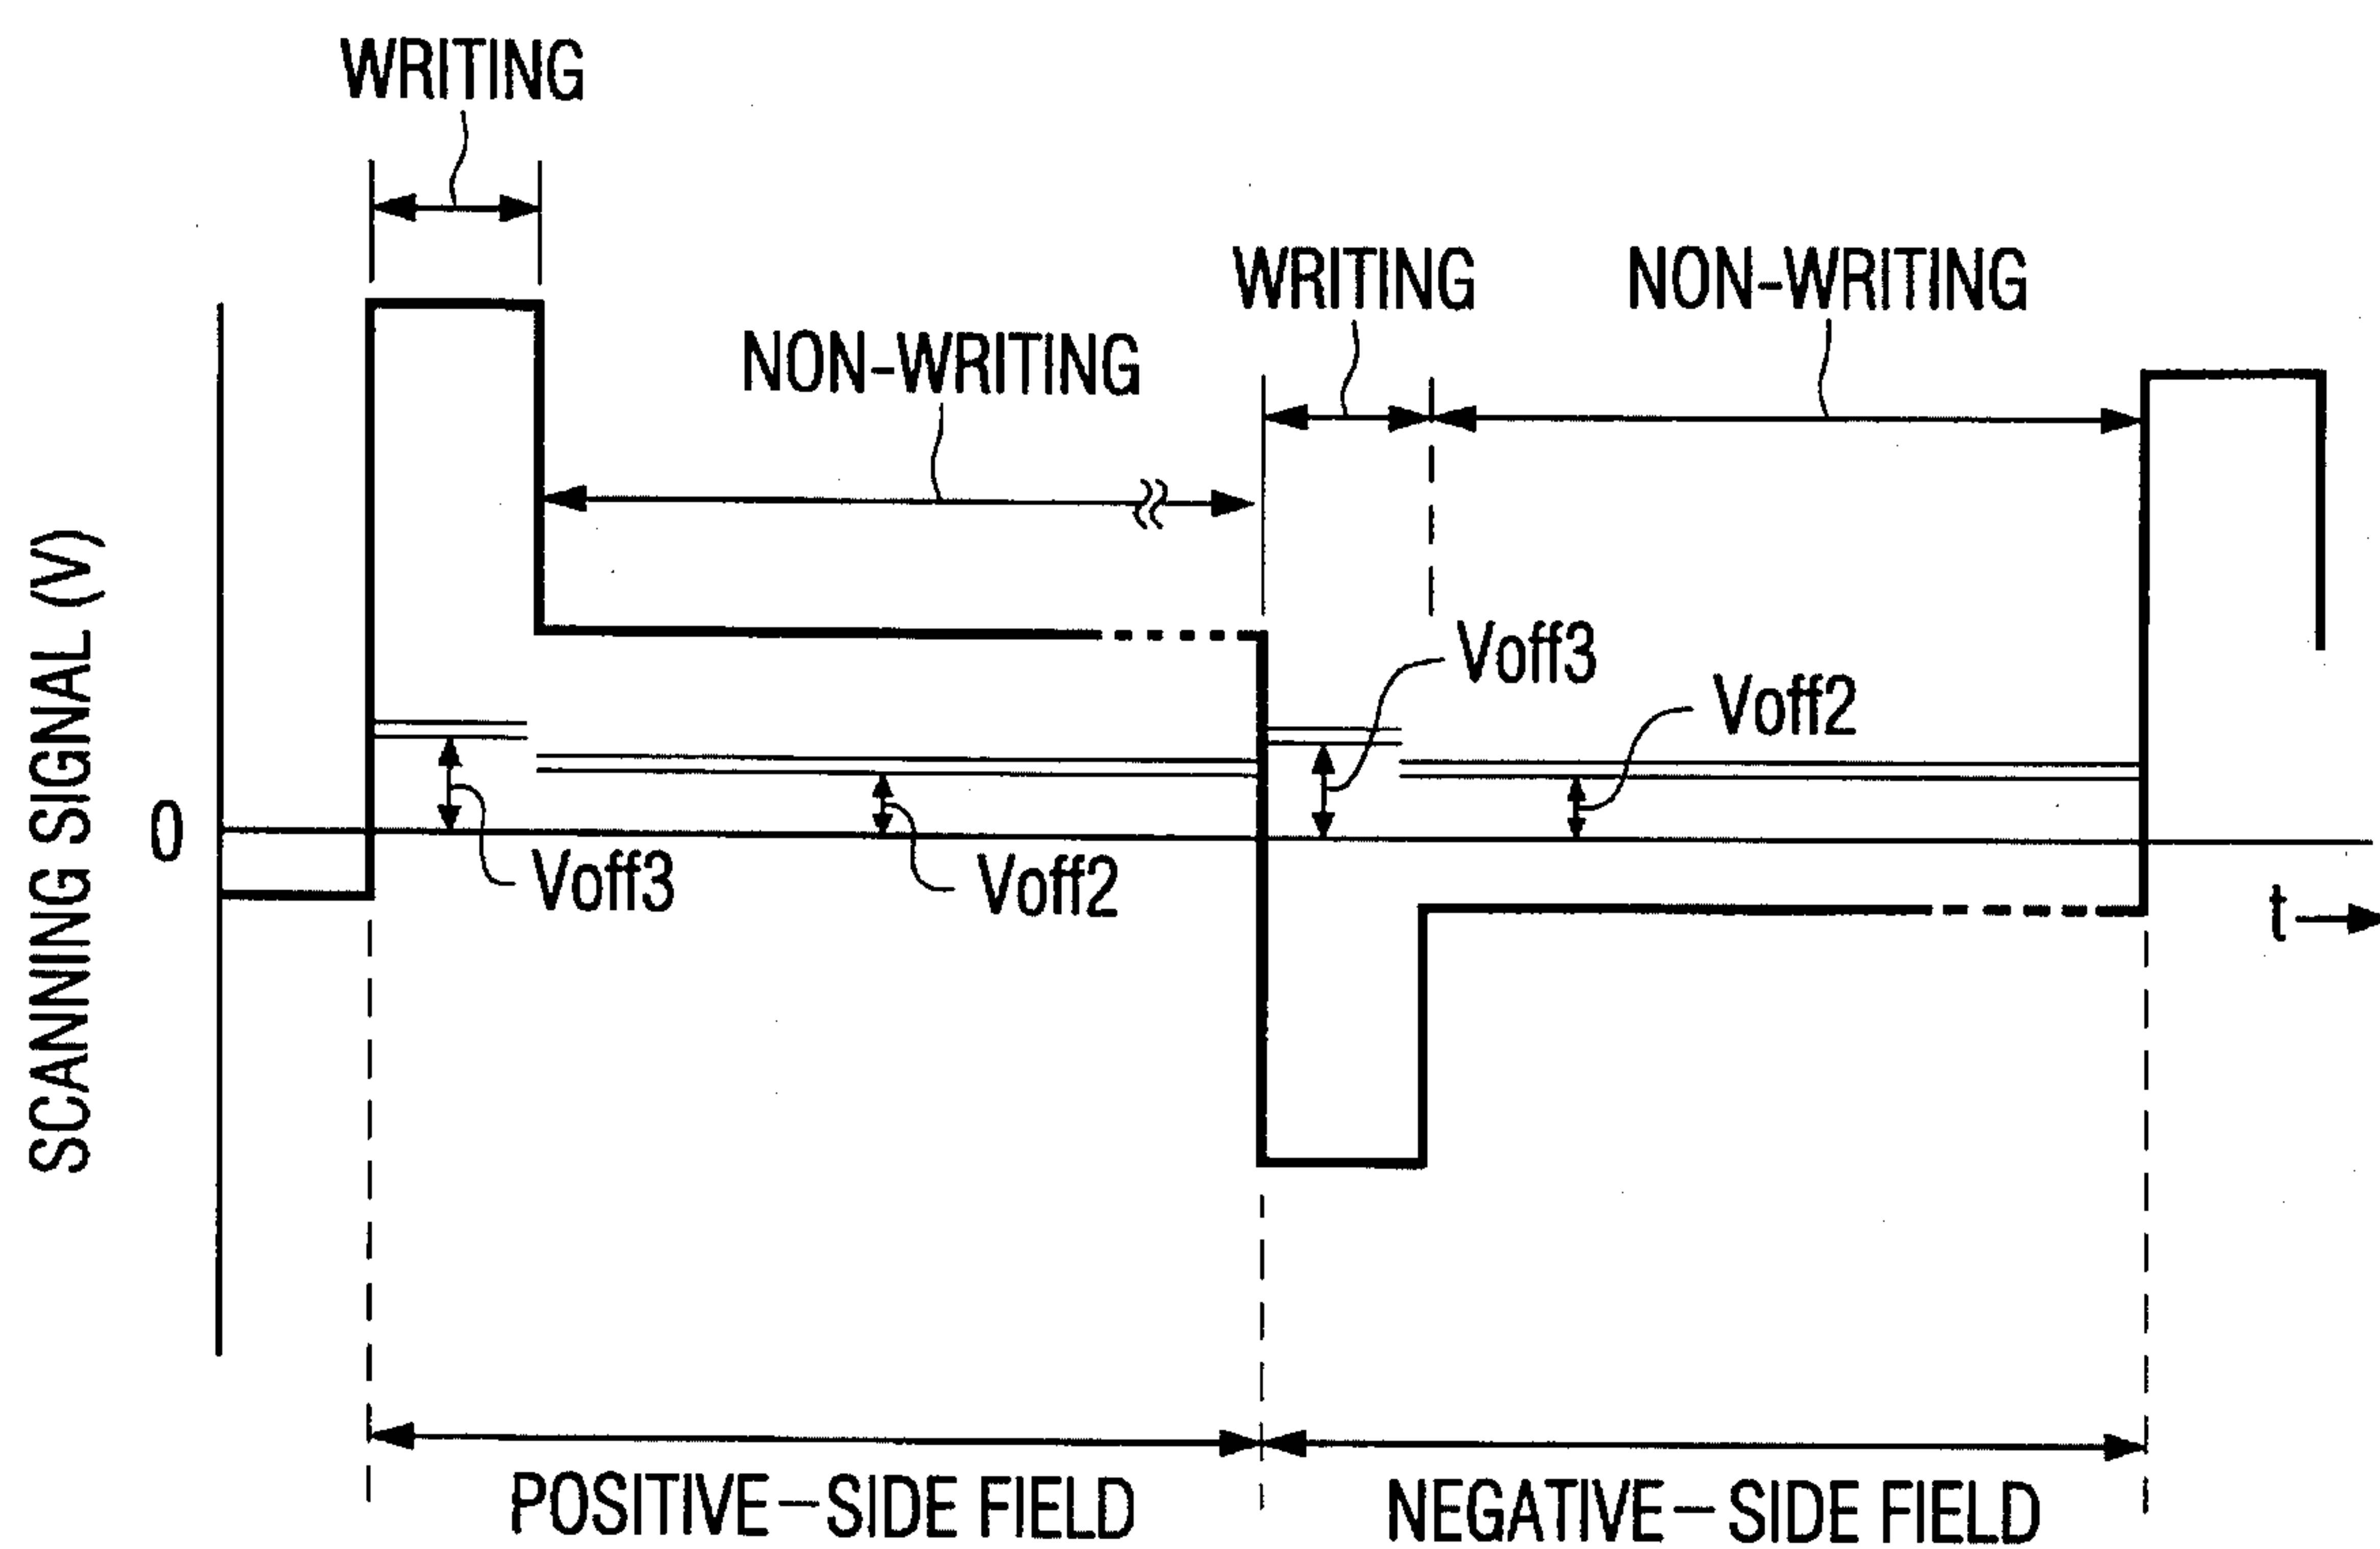 WRITING
WRITING
NON-WRITING
NON-WRITING
Voff3
Voff2
SCANNING SIGNAL (V)
0
Voff3
Voff2
t
POSITIVE-SIDE FIELD
NEGATIVE-SIDE FIELD